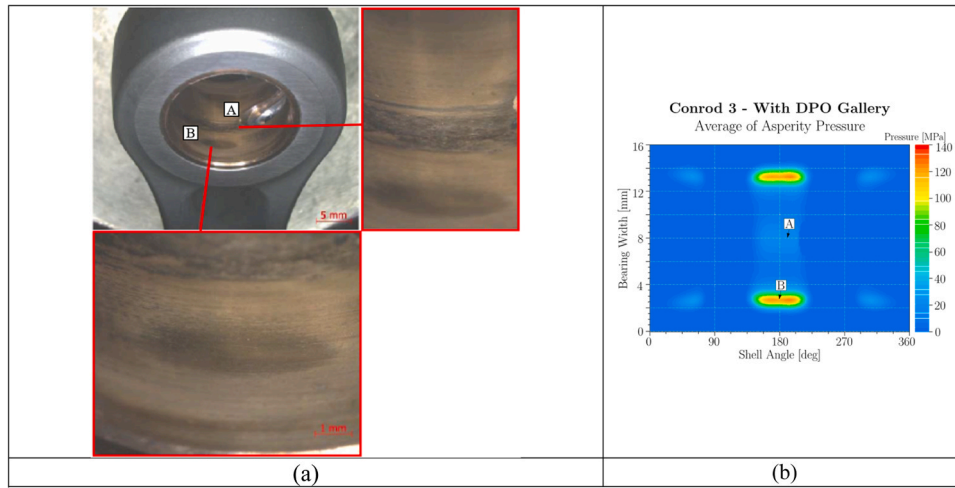 A
B
5 mm
1 mm
(a)
Conrod 3 - With DPO Gallery
Average of Asperity Pressure
Pressure [MPa]
16
12
8
4
0
Bearing Width [mm]
A
B
0
90
180
270
360
Shell Angle [deg]
140
120
100
80
60
40
20
0
(b)